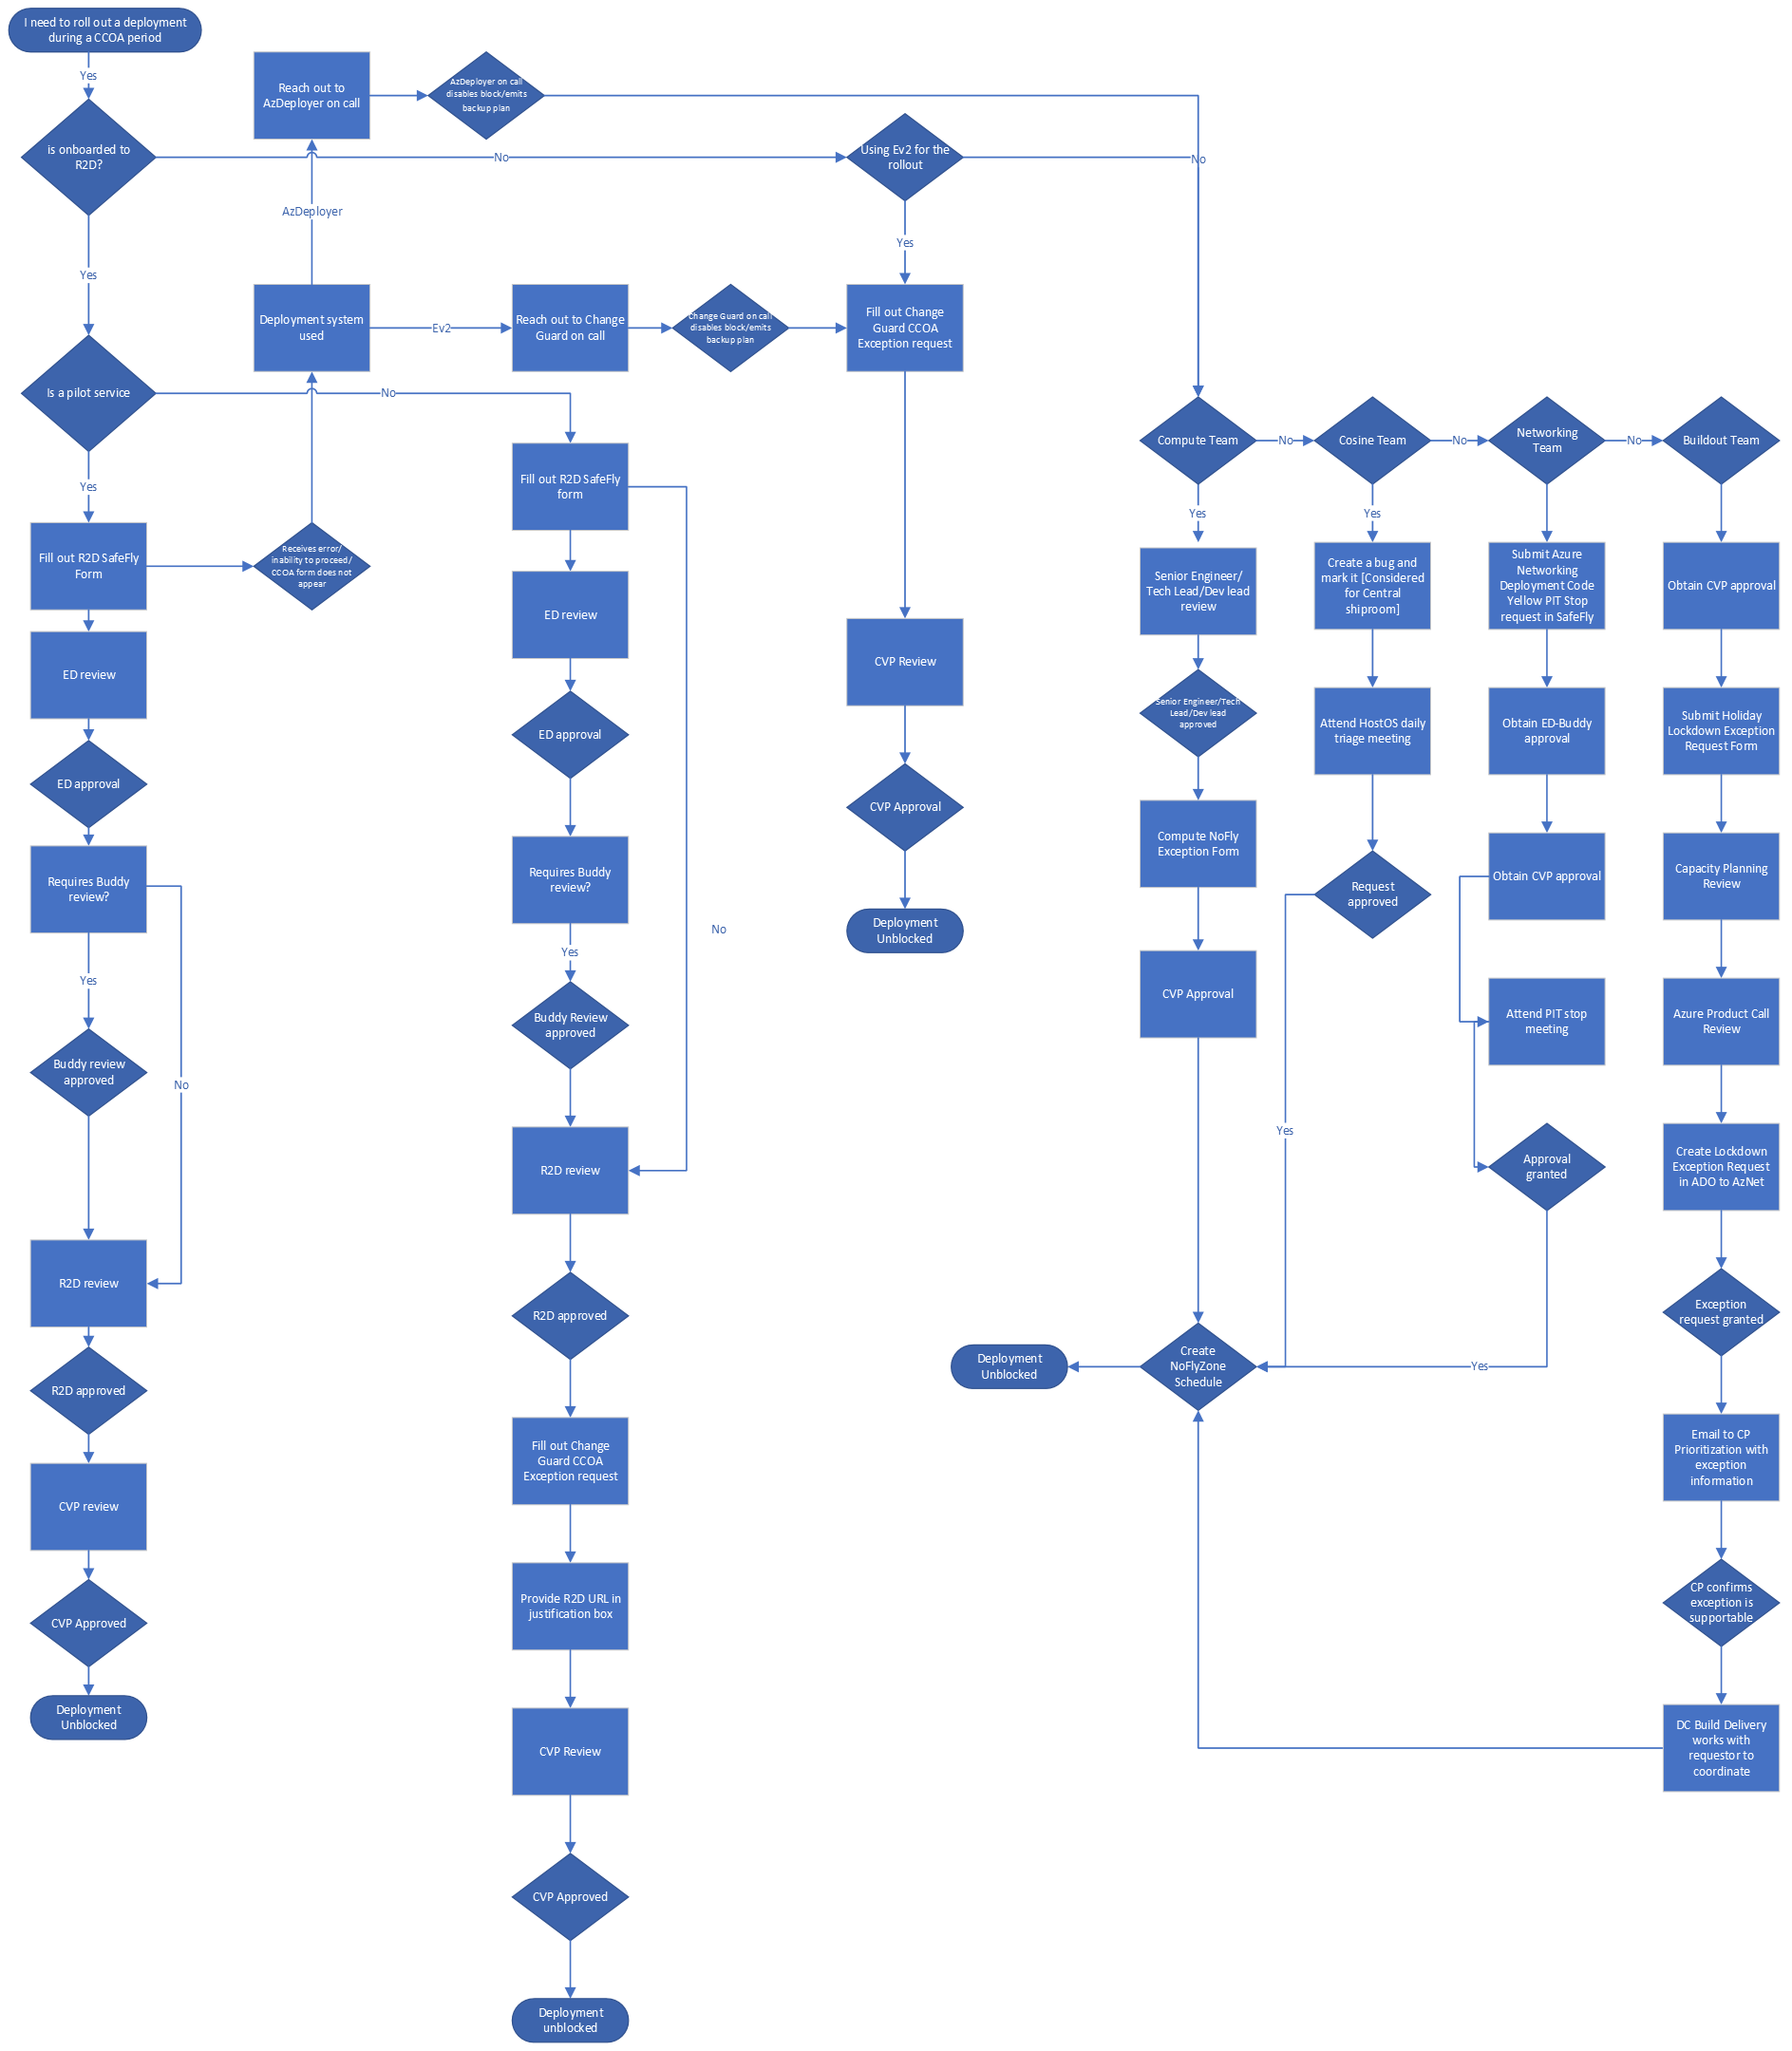 I need to roll out a deployment
during a CCOA period
Yes
is onboarded to
R2D?
No
Yes
Is a pilot service
No
Yes
Fill out R2D SafeFly
Form
ED review
ED approval
Requires Buddy
review?
Yes
No
Buddy review
approved
R2D review
R2D approved
CVP review
CVP Approved
Deployment
Unblocked
Receives error/
inability to proceed/
CCOA form does not
appear
Deployment system
used
AzDeployer
Reach out to
AzDeployer on call
AzDeployer on call
disables block/emits
backup plan
Ev2
Reach out to Change
Guard on call
Change Guard on call
disables block/emits
backup plan
Fill out R2D SafeFly
form
ED review
ED approval
Requires Buddy
review?
Yes
No
Buddy Review
approved
R2D review
R2D approved
Fill out Change
Guard CCOA
Exception request
Provide R2D URL in
justification box
CVP Review
CVP Approved
Deployment
unblocked
Using Ev2 for the
rollout
No
Yes
Fill out Change
Guard CCOA
Exception request
CVP Review
CVP Approval
Deployment
Unblocked
Compute Team
No
Yes
Senior Engineer/
Tech Lead/Dev lead
review
Senior Engineer/Tech
Lead/Dev lead
approved
Compute NoFly
Exception Form
CVP Approval
Create
NoFlyZone
Schedule
Deployment
Unblocked
Cosine Team
No
Yes
Create a bug and
mark it [Considered
for Central
shiproom]
Attend HostOS daily
triage meeting
Request
approved
Yes
Networking
Team
No
Submit Azure
Networking
Deployment Code
Yellow PIT Stop
request in SafeFly
Obtain ED-Buddy
approval
Obtain CVP approval
Attend PIT stop
meeting
Approval
granted
Yes
Buildout Team
Obtain CVP approval
Submit Holiday
Lockdown Exception
Request Form
Capacity Planning
Review
Azure Product Call
Review
Create Lockdown
Exception Request
in ADO to AzNet
Exception
request granted
Email to CP
Prioritization with
exception
information
CP confirms
exception is
supportable
DC Build Delivery
works with
requestor to
coordinate